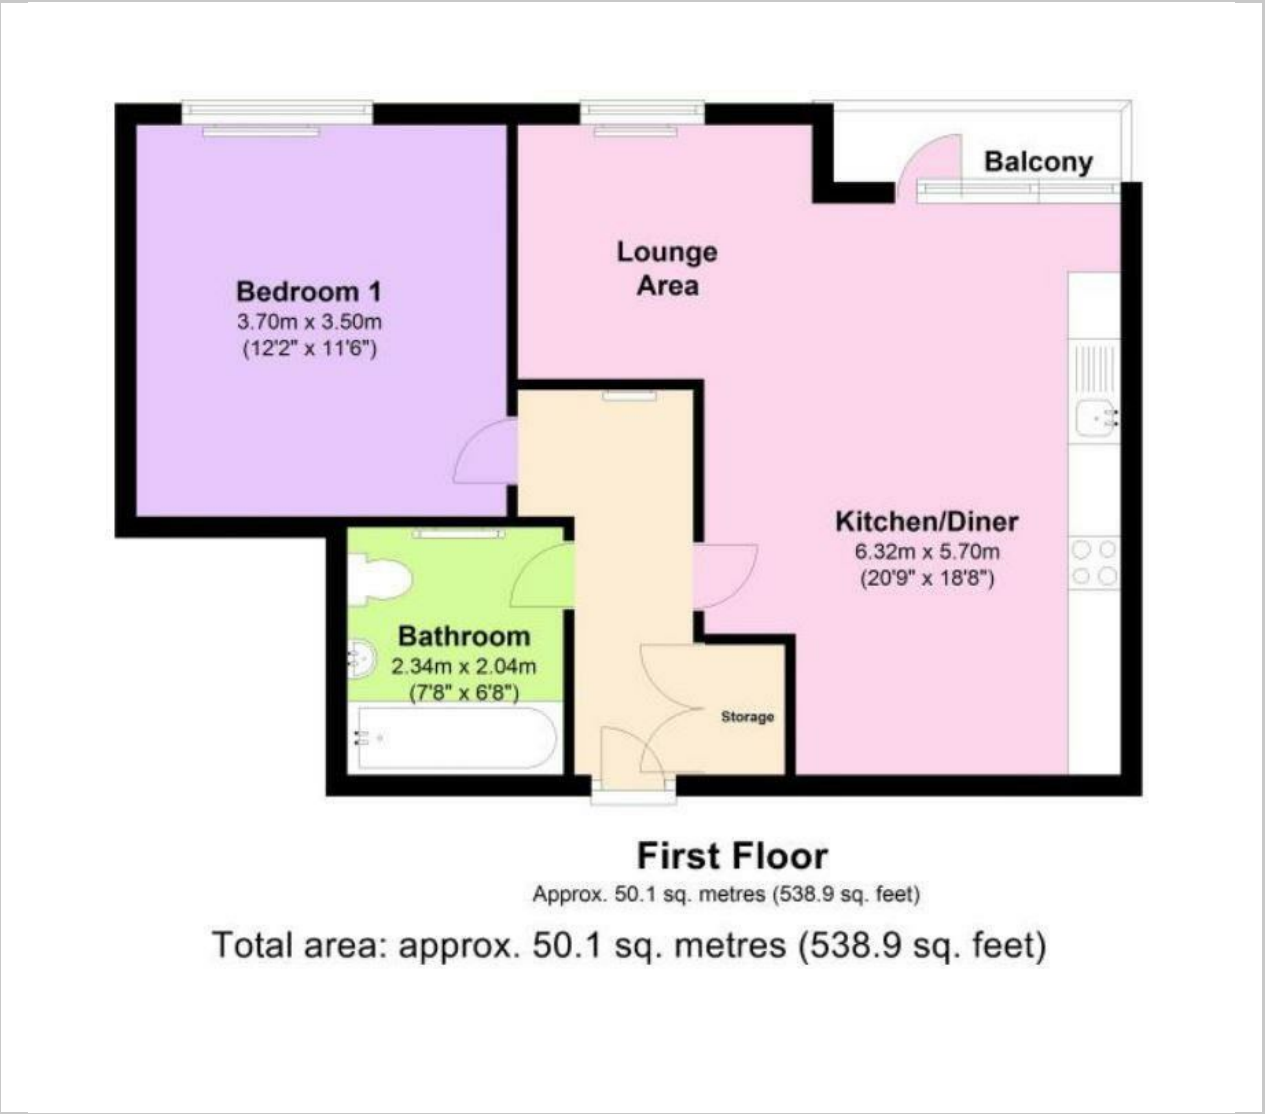 Balcony
Lounge
Area
Bedroom 1
3.70m x 3.50m
(12'2" x 11'6")
Kitchen/Diner
6.32m x 5.70m
(20'9" x 18'8")
Bathroom
2.34m x 2.04m
(7'8" x 6'8")
Storage
First Floor
Approx. 50.1 sq. metres (538.9 sq. feet)
Total area: approx. 50.1 sq. metres (538.9 sq. feet)